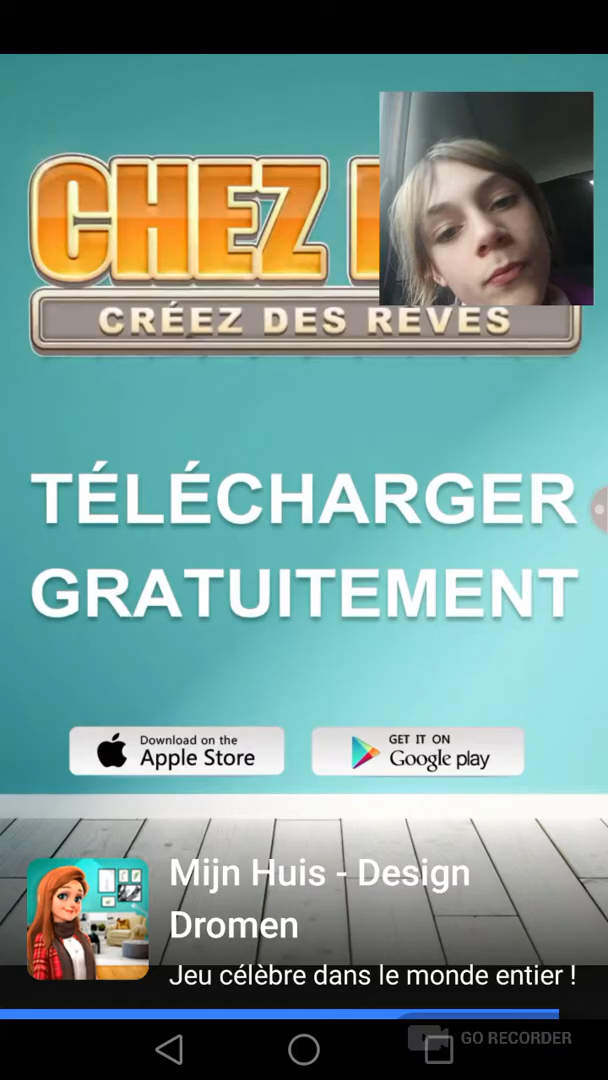 CHEZ
CRÉEZ DES RÊVES
TÉLÉCHARGER
GRATUITEMENT
Download on the
Apple Store
GET IT ON
Google play
Mijn Huis - Design
Dromen
Jeu célèbre dans le monde entier !
GO RECORDER